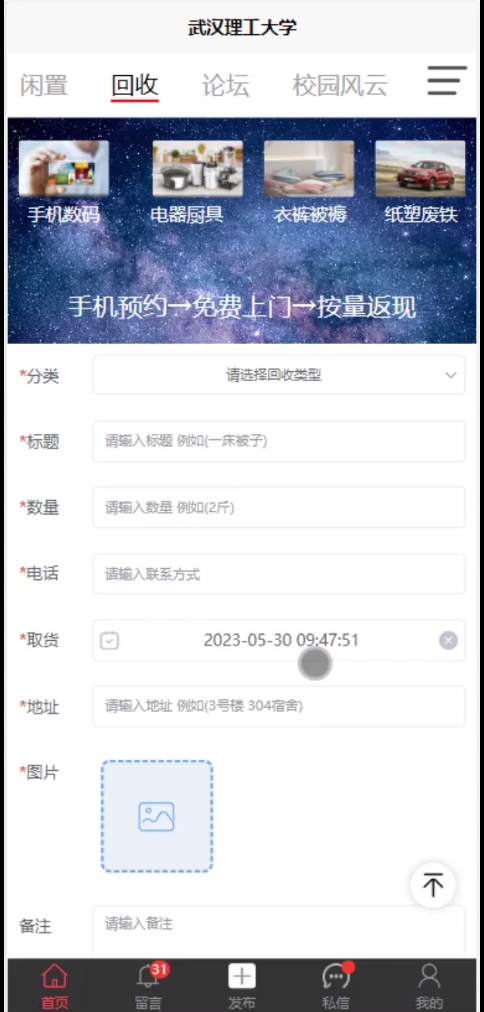 武汉理工大学
闲置 回收 论坛 校园风云
手机数码 电器厨具 衣裤被褥 纸塑废铁
手机预约→免费上门→按量返现
*分类 请选择回收类型
*标题 请输入标题 例如(一床被子)
*数量 请输入数量 例如(2斤)
*电话 请输入联系方式
*取货 2023-05-30 09:47:51
*地址 请输入地址 例如(3号楼 304宿舍)
*图片
备注 请输入备注
31
首页 留言 发布 私信 我的